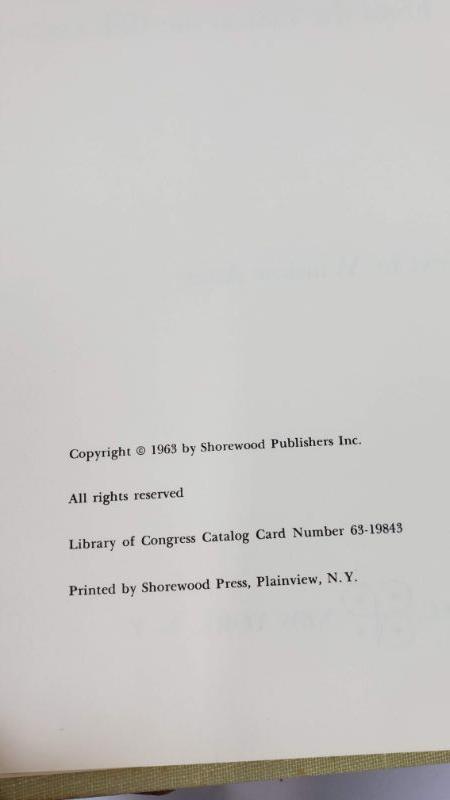 Copyright © 1963 by Shorewood Publishers Inc.
All rights reserved
Library of Congress Catalog Card Number 63-19843
Printed by Shorewood Press, Plainview, N.Y.